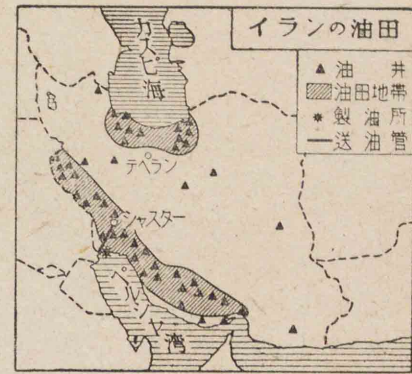 イランの油田
▲ 油井
油田地帯
* 製油所
— 送油管
カスピ海
テヘラン
シャスター
ペルシャ湾